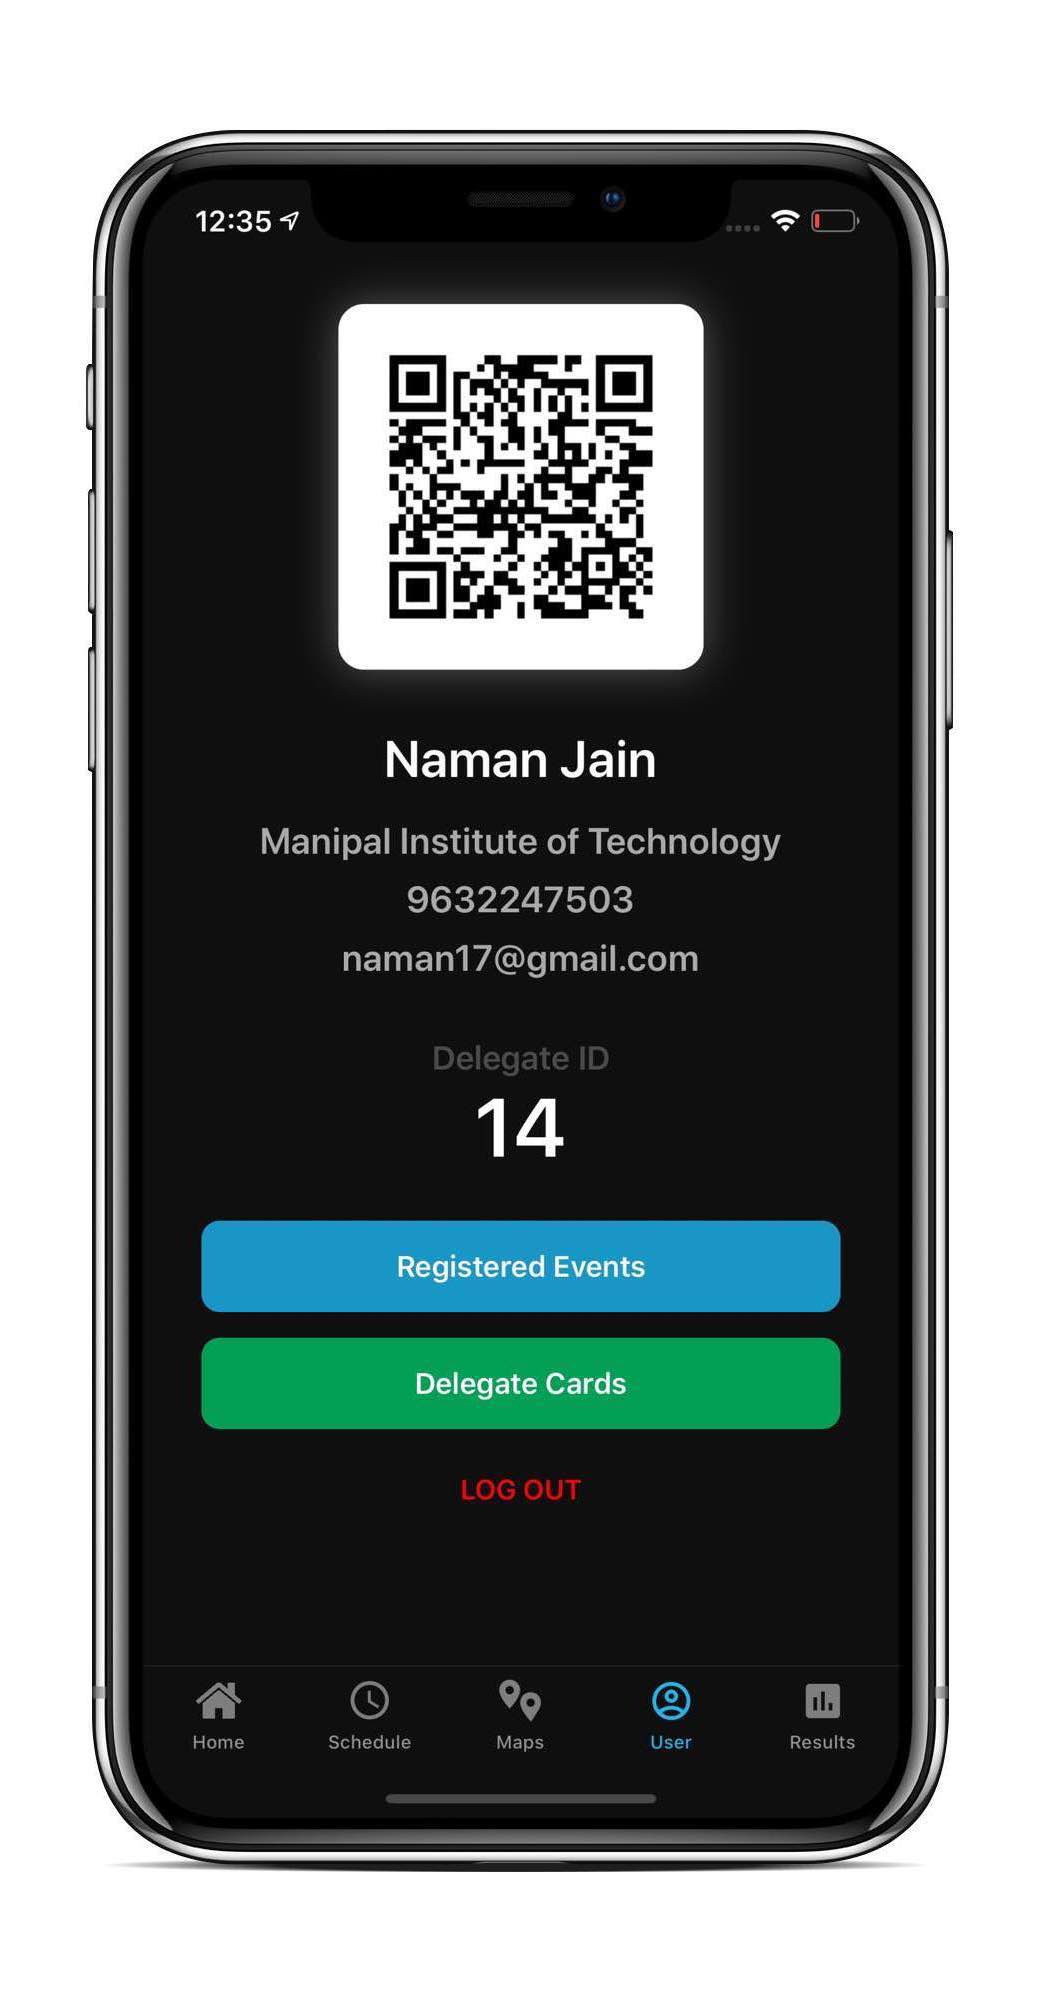 12:35
Naman Jain
Manipal Institute of Technology
9632247503
naman17@gmail.com
Delegate ID
14
Registered Events
Delegate Cards
LOG OUT
Home
Schedule
Maps
User
Results